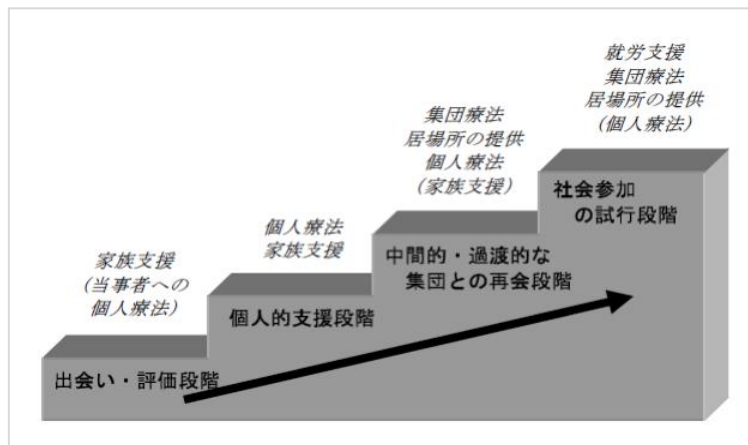 家族支援
(当事者への
個人療法)
出会い・評価段階
個人療法
家族支援
個人的支援段階
集団療法
居場所の提供
個人療法
(家族支援)
中間的・過渡的な
集団との再会段階
就労支援
集団療法
居場所の提供
(個人療法)
社会参加
の試行段階